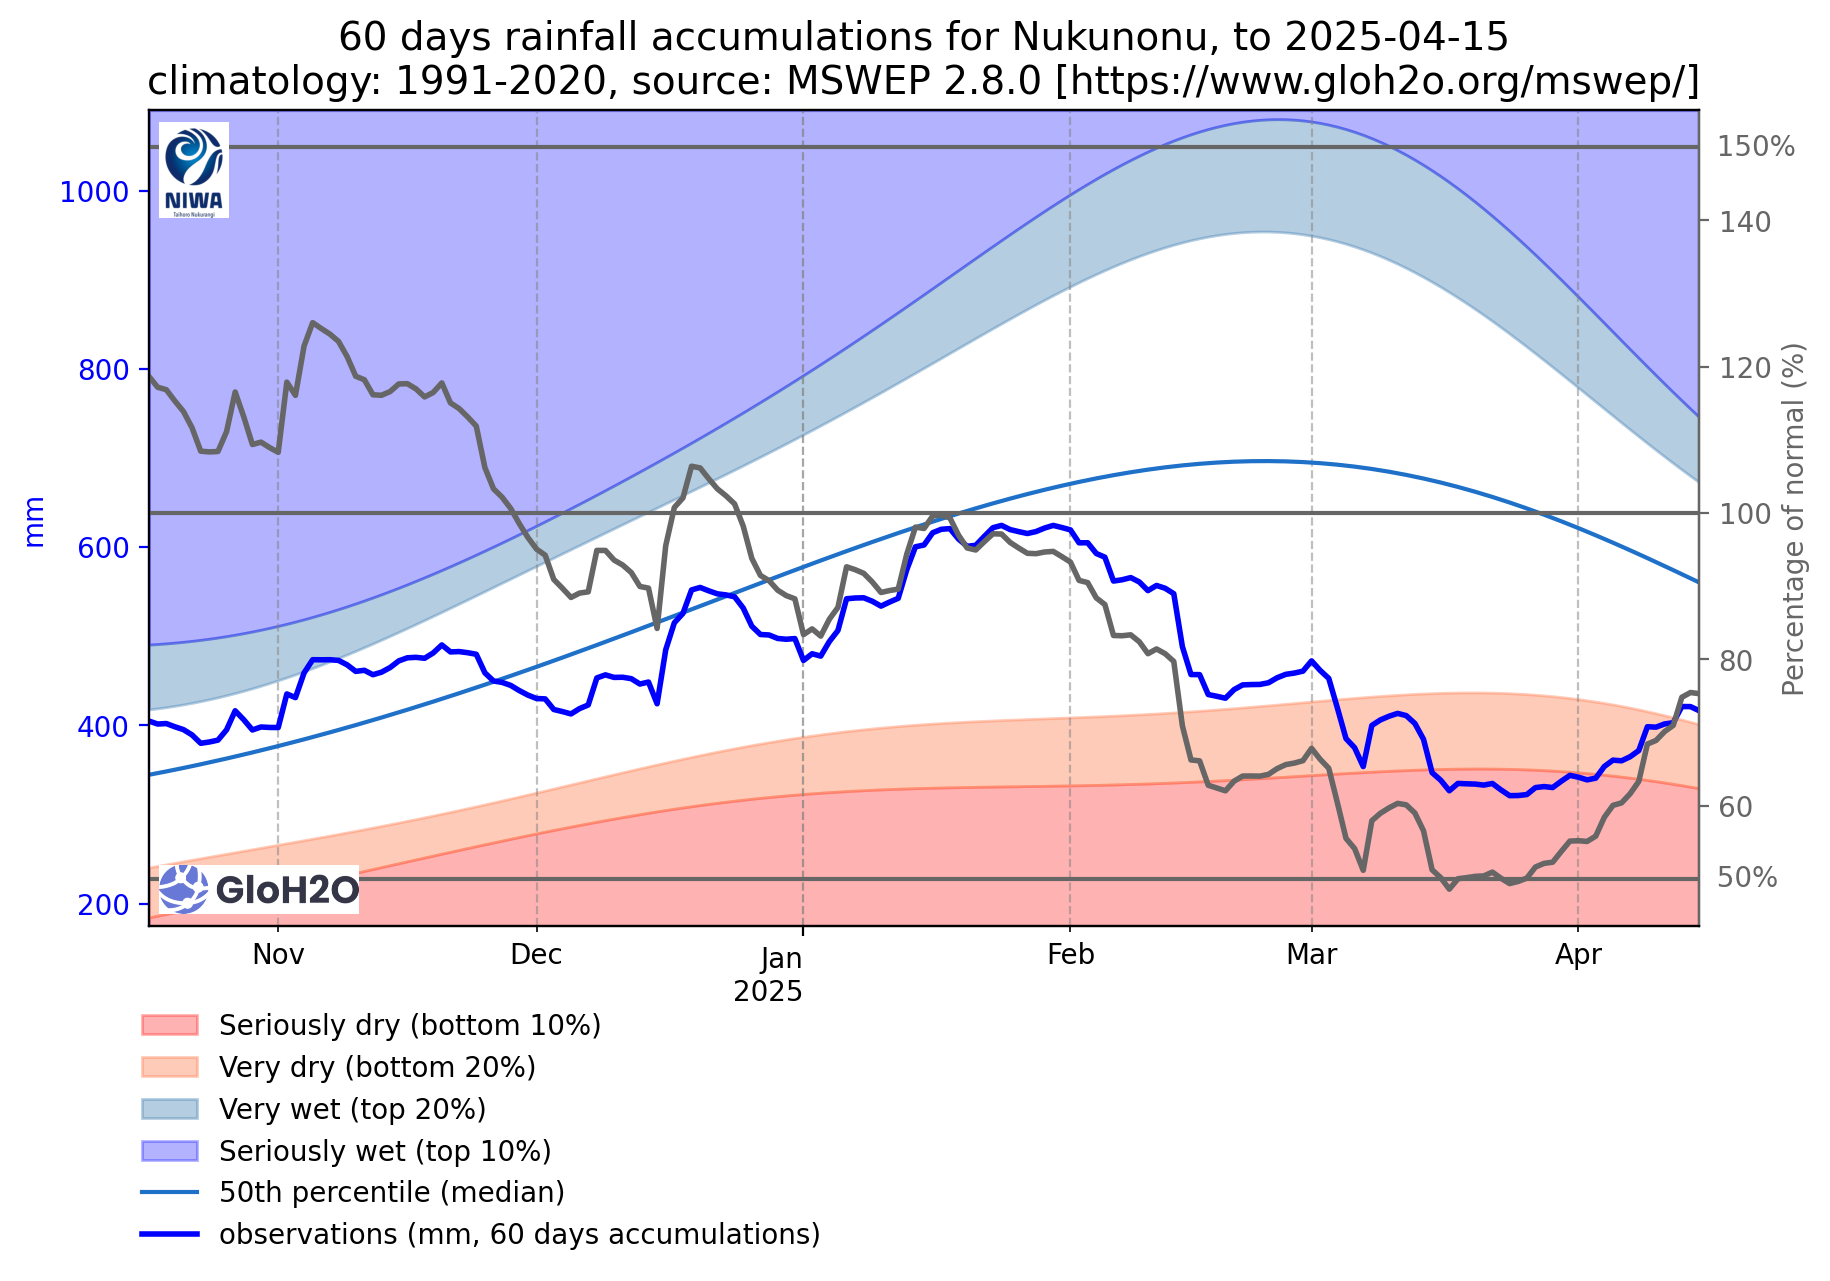 60 days rainfall accumulations for Nukunonu, to 2025-04-15
climatology: 1991-2020, source: MSWEP 2.8.0 [https://www.gloh2o.org/mswep/]
NIWA
Taihoro Nukurangi
1000
800
600
400
200
mm
150%
140
120
100
80
60
50%
Percentage of normal (%)
GloH2O
Nov
Dec
Jan
2025
Feb
Mar
Apr
Seriously dry (bottom 10%)
Very dry (bottom 20%)
Very wet (top 20%)
Seriously wet (top 10%)
50th percentile (median)
observations (mm, 60 days accumulations)